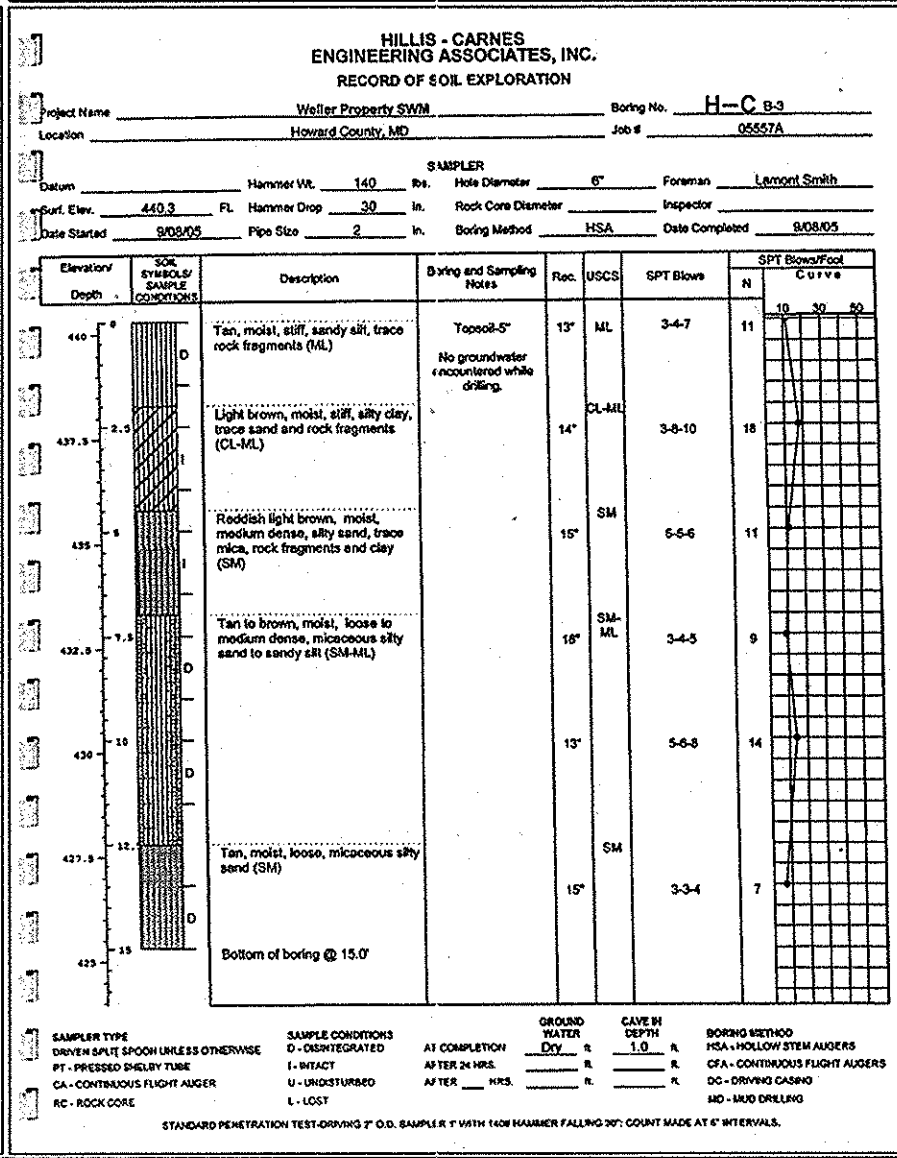 HILLIS - CARNES
ENGINEERING ASSOCIATES, INC.
RECORD OF SOIL EXPLORATION
Project Name Weller Property SWM Boring No. H-C B-3
Location Howard County, MD Job # 05557A
SAMPLER
Datum Hammer Wt. 140 lbs. Hole Diameter 6" Foreman Lamont Smith
Surf. Elev. 440.3 Ft. Hammer Drop 30 in. Rock Core Diameter Inspector
Date Started 9/08/05 Pipe Size 2 in. Boring Method HSA Date Completed 9/08/05
Elevation/ Depth SOIL SYMBOLS/ SAMPLE CONDITIONS Description Boring and Sampling Notes Rec. USCS SPT Blows N SPT Blows/Foot Curve
10 30 50
440 0 D Tan, moist, stiff, sandy silt, trace Topsoil-5" 13" ML 3-4-7 11
rock fragments (ML)
No groundwater
encountered while
drilling.
Light brown, moist, stiff, silty clay, CL-ML
437.5 2.5 I trace sand and rock fragments 14" 3-8-10 18
(CL-ML)
Reddish light brown, moist, SM
435 5 I medium dense, silty sand, trace 15" 5-5-6 11
mica, rock fragments and clay
(SM)
Tan to brown, moist, loose to SM-ML
432.5 7.5 D medium dense, micaceous silty 18" 3-4-5 9
sand to sandy silt (SM-ML)
430 10 D 13" 5-6-8 14
427.5 12. Tan, moist, loose, micaceous silty SM
sand (SM)
D 15" 3-3-4 7
425 15 Bottom of boring @ 15.0'
GROUND WATER CAVE IN DEPTH
SAMPLER TYPE SAMPLE CONDITIONS BORING METHOD
DRIVEN SPLIT SPOON UNLESS OTHERWISE D - DISINTEGRATED AT COMPLETION Dry ft. 1.0 ft. HSA - HOLLOW STEM AUGERS
PT - PRESSED SHELBY TUBE I - INTACT AFTER 24 HRS. ft. ft. CFA - CONTINUOUS FLIGHT AUGERS
CA - CONTINUOUS FLIGHT AUGER U - UNDISTURBED AFTER HRS. ft. ft. DC - DRIVING CASING
RC - ROCK CORE L - LOST MD - MUD DRILLING
STANDARD PENETRATION TEST-DRIVING 2" O.D. SAMPLER 1' WITH 140# HAMMER FALLING 30": COUNT MADE AT 6" INTERVALS.